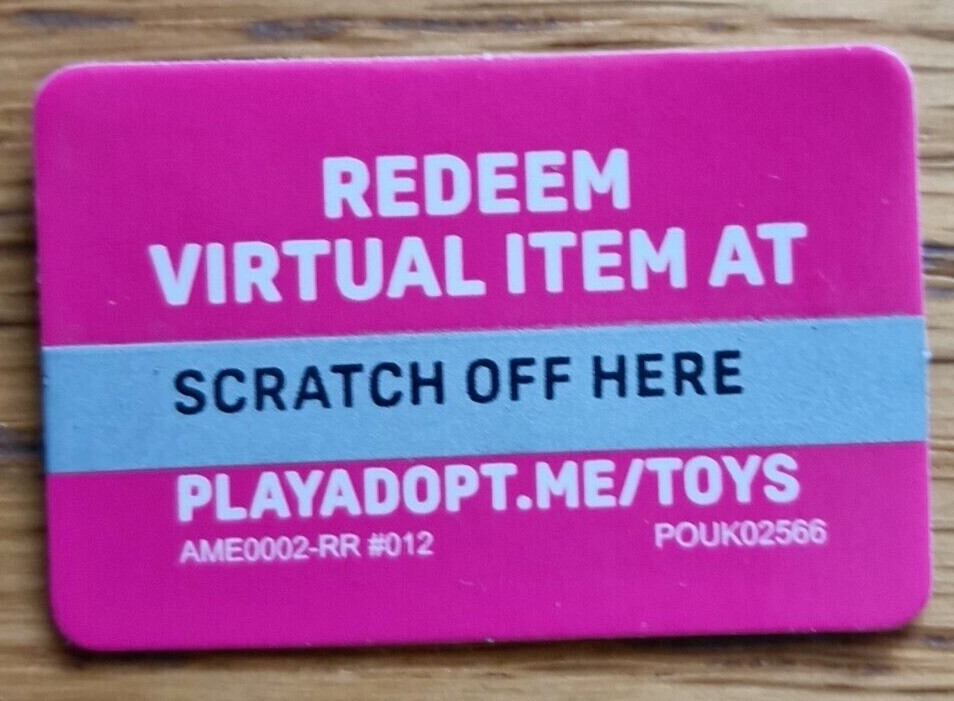 REDEEM
VIRTUAL ITEM AT
SCRATCH OFF HERE
PLAYADOPT.ME/TOYS
AME0002-RR #012 POUK02566